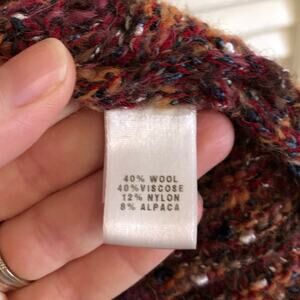 40% WOOL
40%VISCOSE
12% NYLON
8% ALPACA